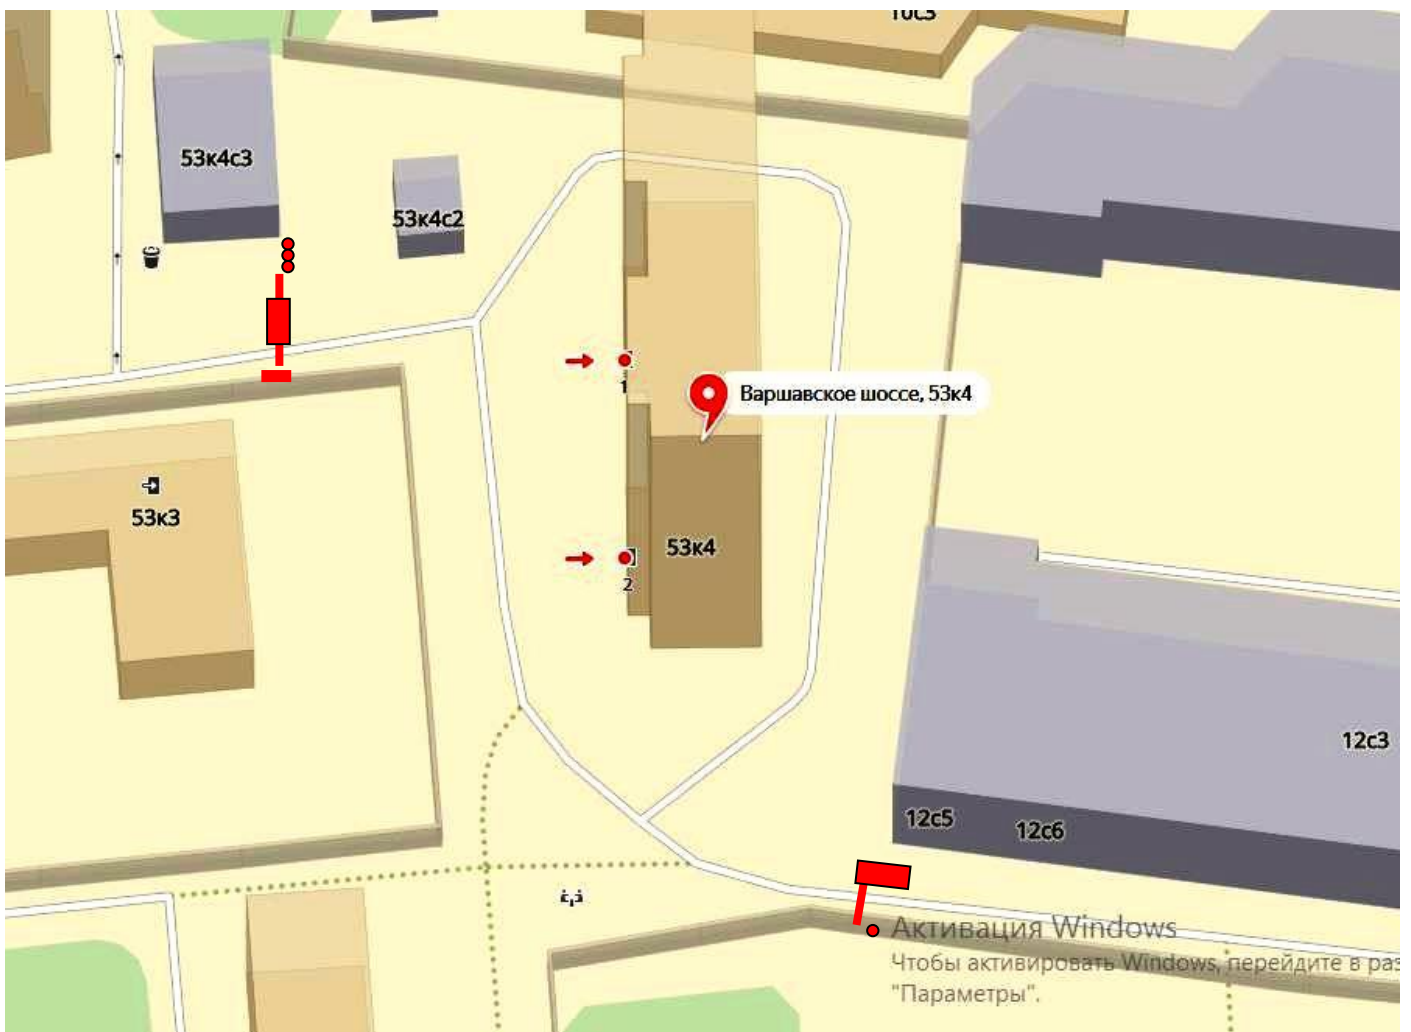 10с3
53к4с3
53к4с2
1
Варшавское шоссе, 53к4
53к3
53к4
2
12с3
12с5
12с6
Активация Windows
Чтобы активировать Windows, перейдите в раз
"Параметры".